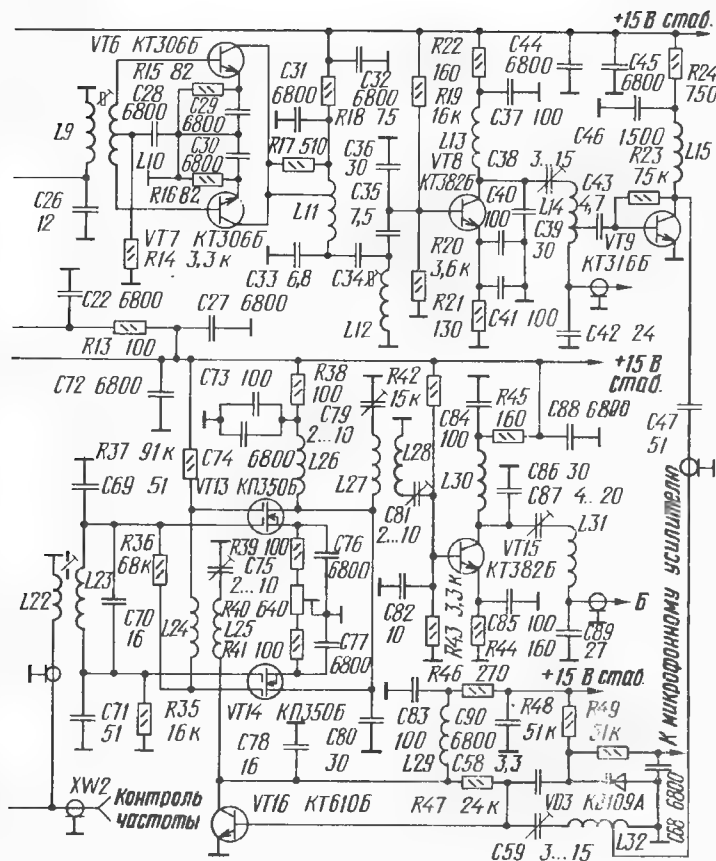 +15 В стаб.
VT6 КТ306Б
R15 82
C28
6800
C29
6800
L9
L10
C30
6800
R16 82
C26
12
VT7 КТ306Б
R14 3,3 к
C31
6800
C32
6800
R18 75
R17 510
C36
30
C35
7,5
L11
C33 6,8
C34
L12
R22
160
R19
16 к
C44
6800
C45
6800
R24
750
C37 100
L13
VT8
КТ382Б
C38
3...15
C46
1500
R23
75 к
L15
C40
100
L14
C43
4,7
C39
30
VT9
КТ316Б
R20
3,6 к
R21
130
C41 100
C42 24
C22 6800
C27 6800
R13 100
+15 В
стаб.
C72 6800
C73 100
R38
100
C79
2...10
R42
15 к
C84
100
R45
160
C88 6800
C47
51
R37 91 к
C69 51
C74
6800
L26
L27
L28
L30
VT13 КП350Б
C81
2...10
C86 30
C87 4...20
L31
R36
68 к
R39 100
C75
2...10
C76
6800
VT15
КТ382Б
L22
L23
C70
16
L24
R40 640
L25
R41 100
C77
6800
C82
10
R43 3,3 к
C85 100
R44 160
C89
27
Б
C71
51
R35
16 к
VT14 КП350Б
C78
16
C80
30
C83
100
R46
270
+15 В стаб.
C90
6800
R48
51 к
R49
51 к
L29
C58 3,3
К микрофонному усилителю
XW2
Контроль
частоты
VT16 КТ610Б
R47 24 к
VD3 КВ109А
C68 6800
C59 3...15
L32